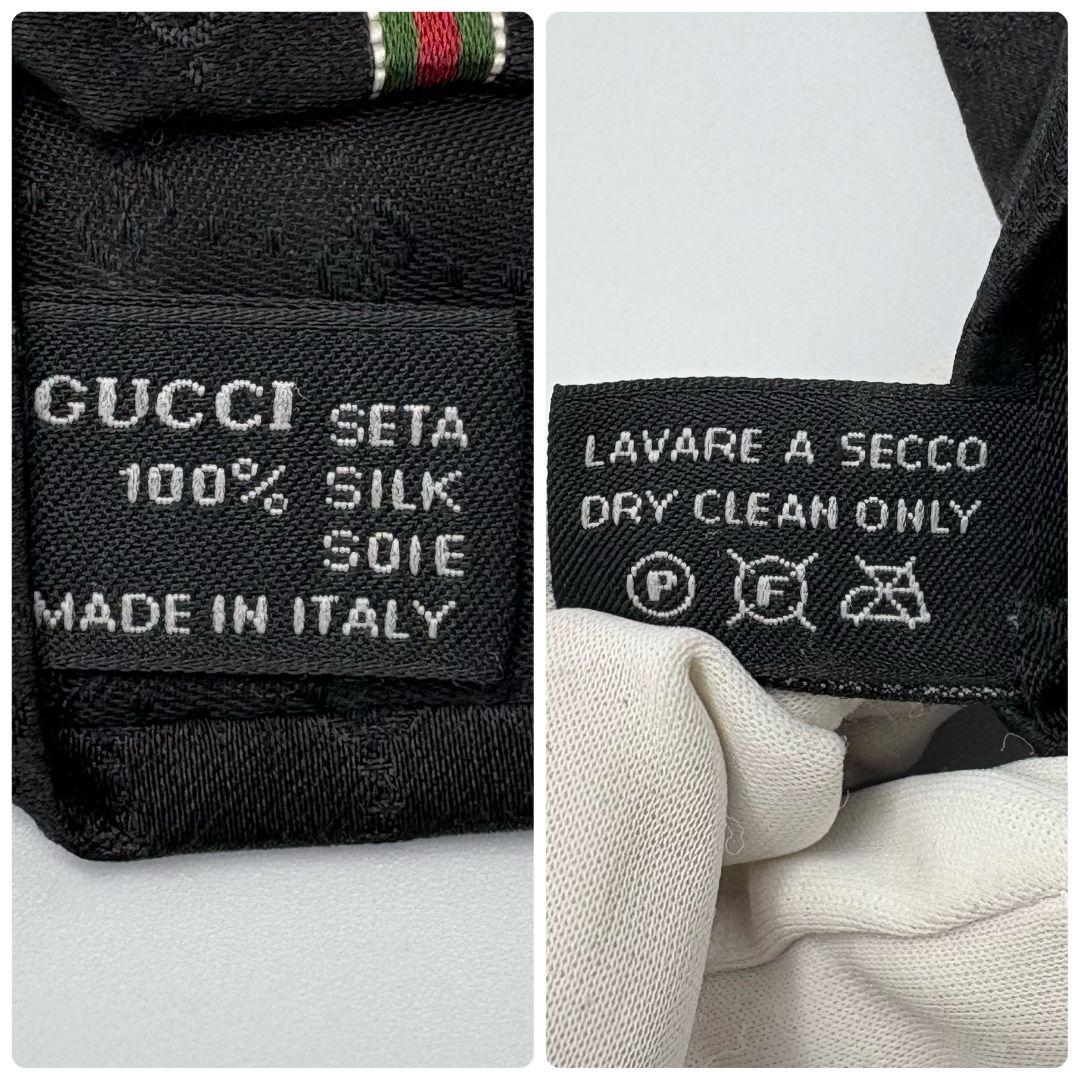 GUCCI SETA
100% SILK
SOIE
MADE IN ITALY
LAVARE A SECCO
DRY CLEAN ONLY
P F